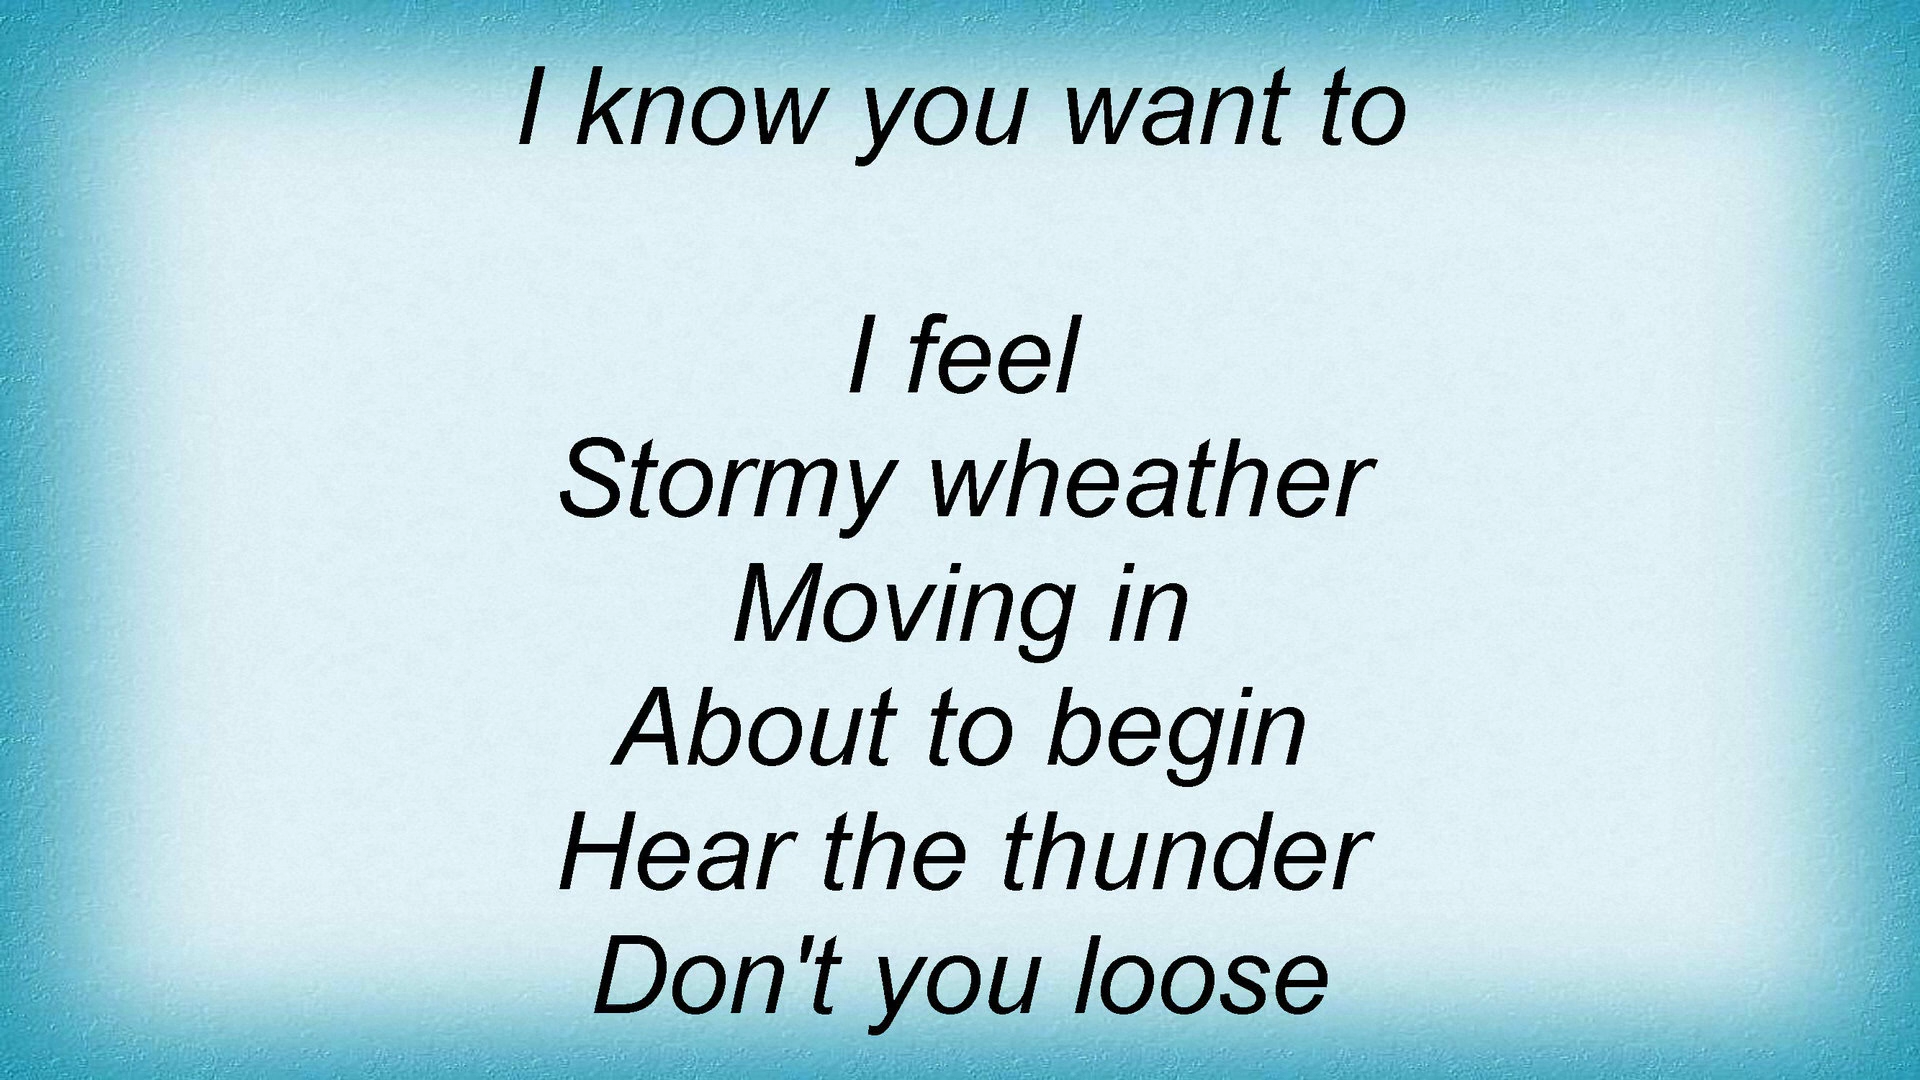 I know you want to
I feel
Stormy wheather
Moving in
About to begin
Hear the thunder
Don't you loose